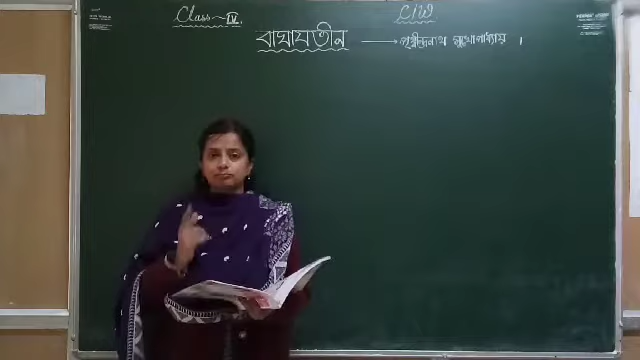 Class - IV. C/W
বাঘাযতীন → পৃথ্বীন্দ্রনাথ মুখোপাধ্যায় ।